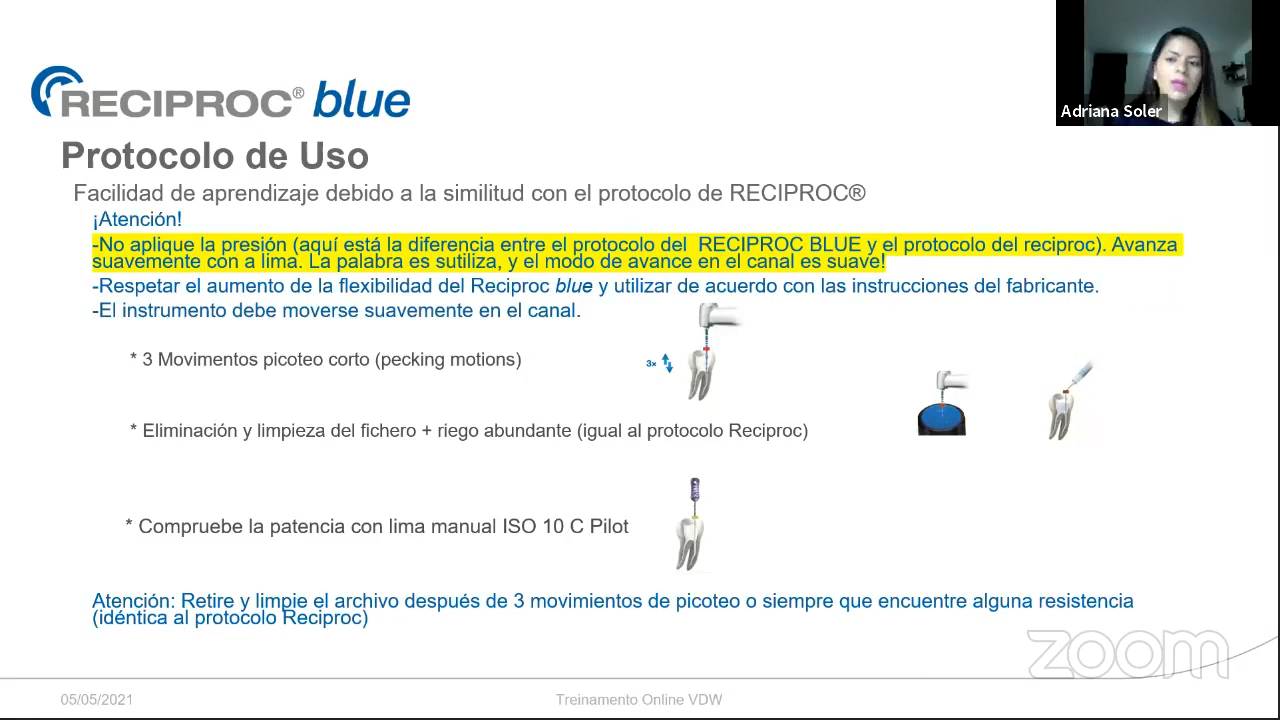 Adriana Soler
RECIPROC® blue
Protocolo de Uso
Facilidad de aprendizaje debido a la similitud con el protocolo de RECIPROC®
¡Atención!
-No aplique la presión (aquí está la diferencia entre el protocolo del  RECIPROC BLUE y el protocolo del reciproc). Avanza
suavemente con a lima. La palabra es sutiliza, y el modo de avance en el canal es suave!
-Respetar el aumento de la flexibilidad del Reciproc blue y utilizar de acuerdo con las instrucciones del fabricante.
-El instrumento debe moverse suavemente en el canal.
* 3 Movimentos picoteo corto (pecking motions)
3x
* Eliminación y limpieza del fichero + riego abundante (igual al protocolo Reciproc)
* Compruebe la patencia con lima manual ISO 10 C Pilot
Atención: Retire y limpie el archivo después de 3 movimientos de picoteo o siempre que encuentre alguna resistencia
(idéntica al protocolo Reciproc)
zoom
05/05/2021
Treinamento Online VDW